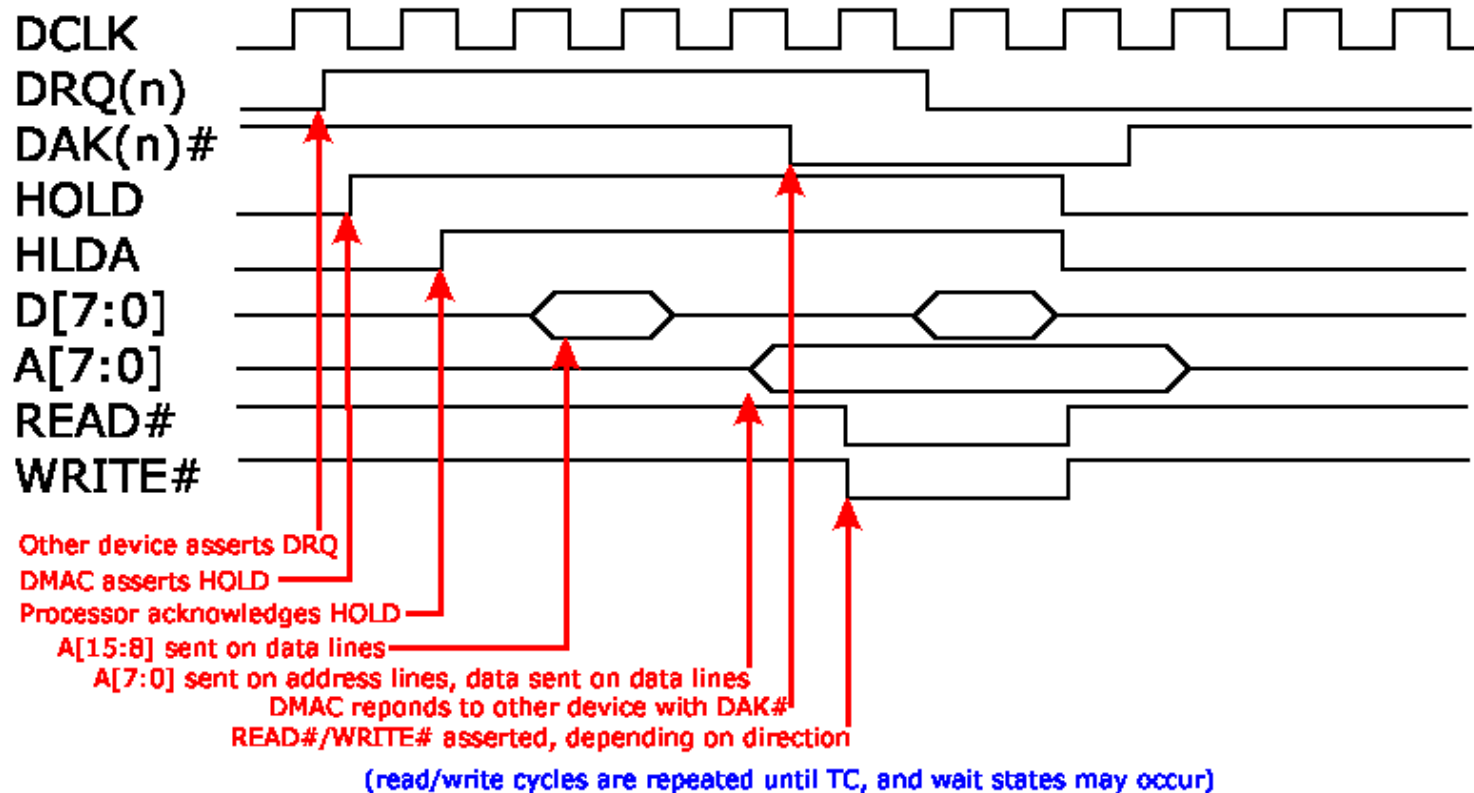 DCLK
DRQ(n)
DAK(n)#
HOLD
HLDA
D[7:0]
A[7:0]
READ#
WRITE#
Other device asserts DRQ
DMAC asserts HOLD
Processor acknowledges HOLD
A[15:8] sent on data lines
A[7:0] sent on address lines, data sent on data lines
DMAC reponds to other device with DAK#
READ#/WRITE# asserted, depending on direction
(read/write cycles are repeated until TC, and wait states may occur)